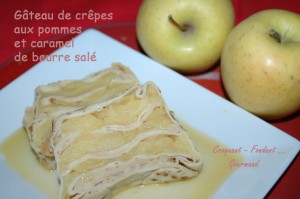 Gâteau de crêpes
aux pommes
et caramel
de beurre salé
Croquant - Fondant ...
Gourmand